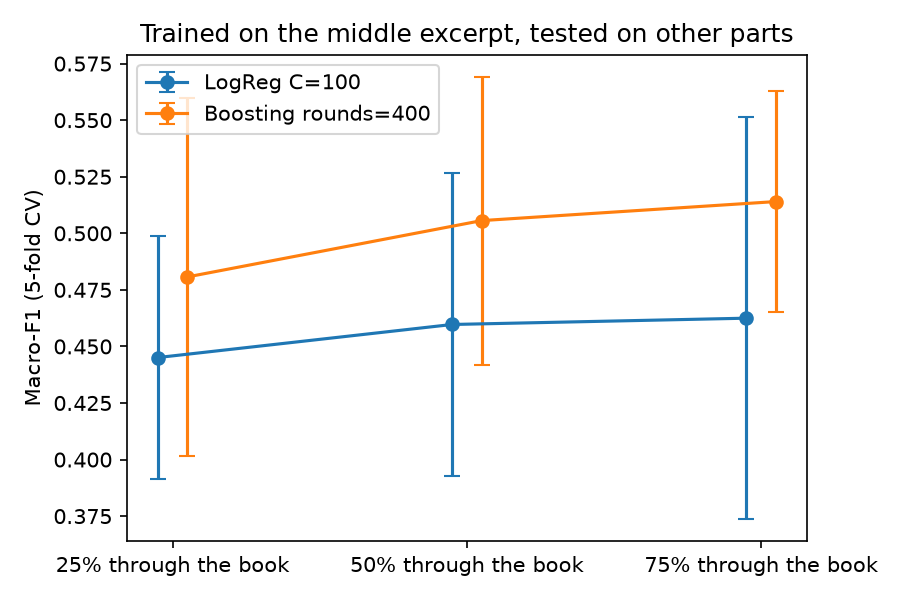 Trained on the middle excerpt, tested on other parts
LogReg C=100
Boosting rounds=400
Macro-F1 (5-fold CV)
0.575
0.550
0.525
0.500
0.475
0.450
0.425
0.400
0.375
25% through the book
50% through the book
75% through the book